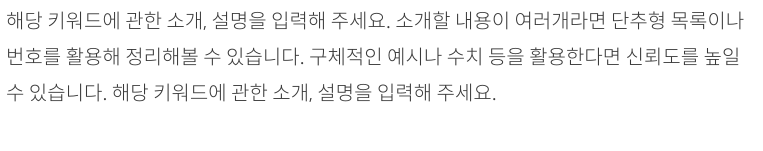 해당 키워드에 관한 소개, 설명을 입력해 주세요. 소개할 내용이 여러개라면 단추형 목록이나
번호를 활용해 정리해볼 수 있습니다. 구체적인 예시나 수치 등을 활용한다면 신뢰도를 높일
수 있습니다. 해당 키워드에 관한 소개, 설명을 입력해 주세요.